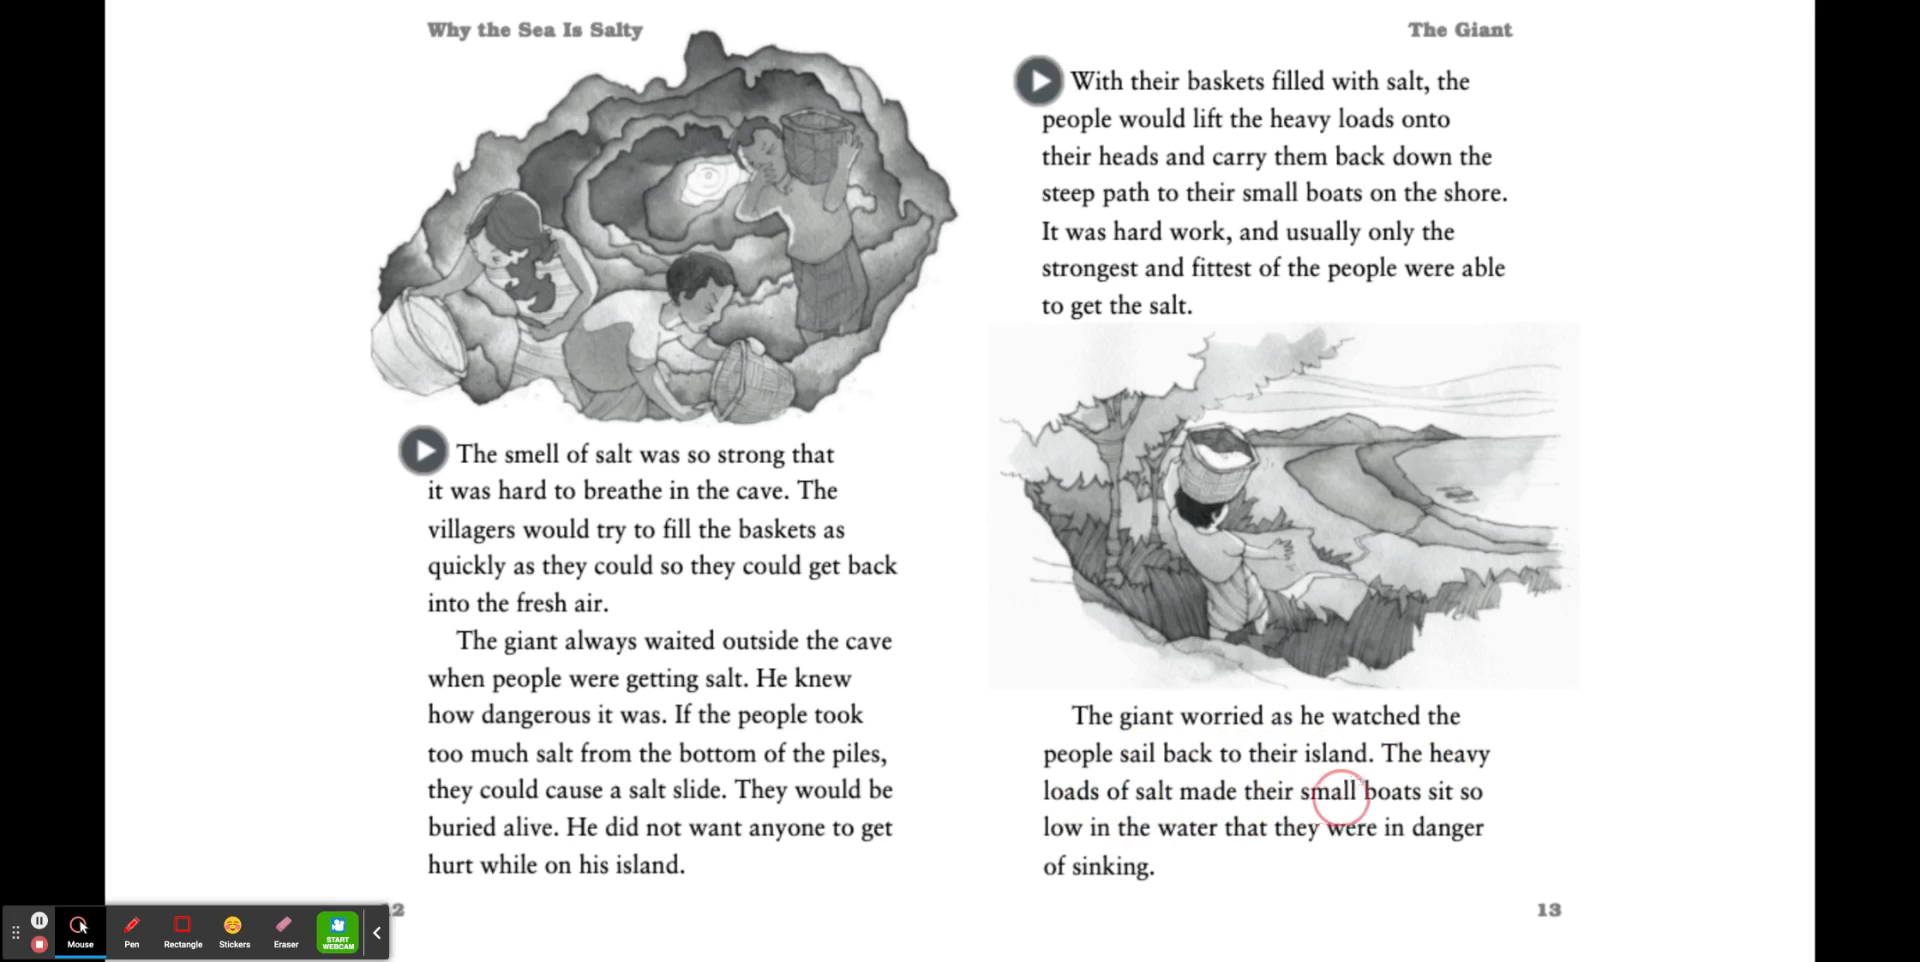 Why the Sea Is Salty
The smell of salt was so strong that
it was hard to breathe in the cave. The
villagers would try to fill the baskets as
quickly as they could so they could get back
into the fresh air.
The giant always waited outside the cave
when people were getting salt. He knew
how dangerous it was. If the people took
too much salt from the bottom of the piles,
they could cause a salt slide. They would be
buried alive. He did not want anyone to get
hurt while on his island.
2
The Giant
With their baskets filled with salt, the
people would lift the heavy loads onto
their heads and carry them back down the
steep path to their small boats on the shore.
It was hard work, and usually only the
strongest and fittest of the people were able
to get the salt.
The giant worried as he watched the
people sail back to their island. The heavy
loads of salt made their small boats sit so
low in the water that they were in danger
of sinking.
13
Mouse
Pen
Rectangle
Stickers
Eraser
START
WEBCAM